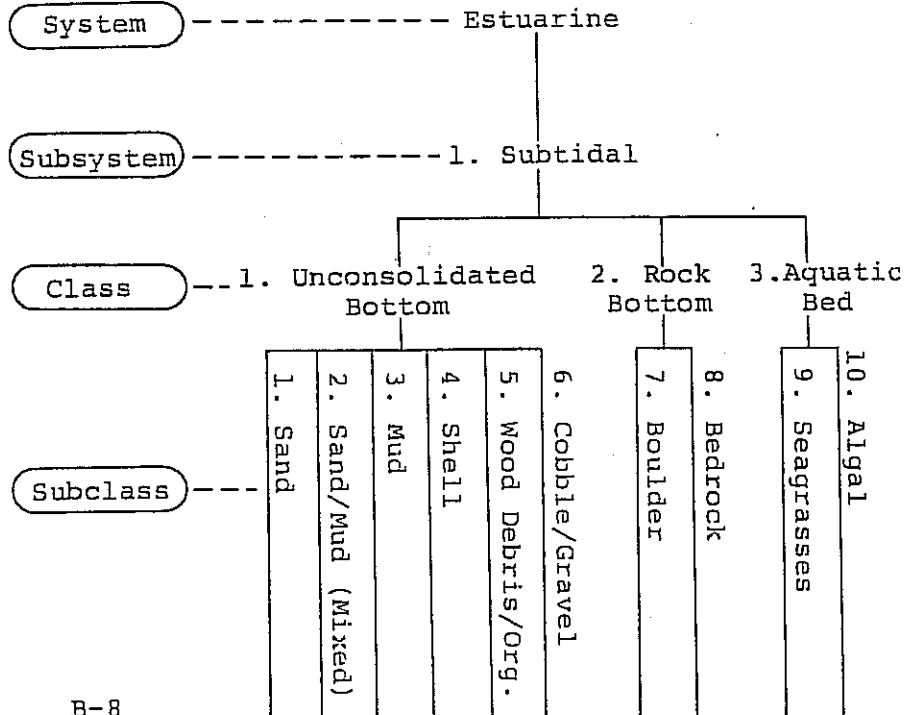 System
Estuarine
Subsystem
1. Subtidal
Class
1. Unconsolidated
Bottom
2. Rock
Bottom
3.Aquatic
Bed
Subclass
1. Sand
2. Sand/Mud (Mixed)
3. Mud
4. Shell
5. Wood Debris/Org.
6. Cobble/Gravel
7. Boulder
8. Bedrock
9. Seagrasses
10. Algal
B-8